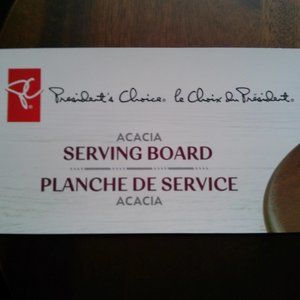 PC
President's Choice® le Choix du Président®
ACACIA
SERVING BOARD
PLANCHE DE SERVICE
ACACIA